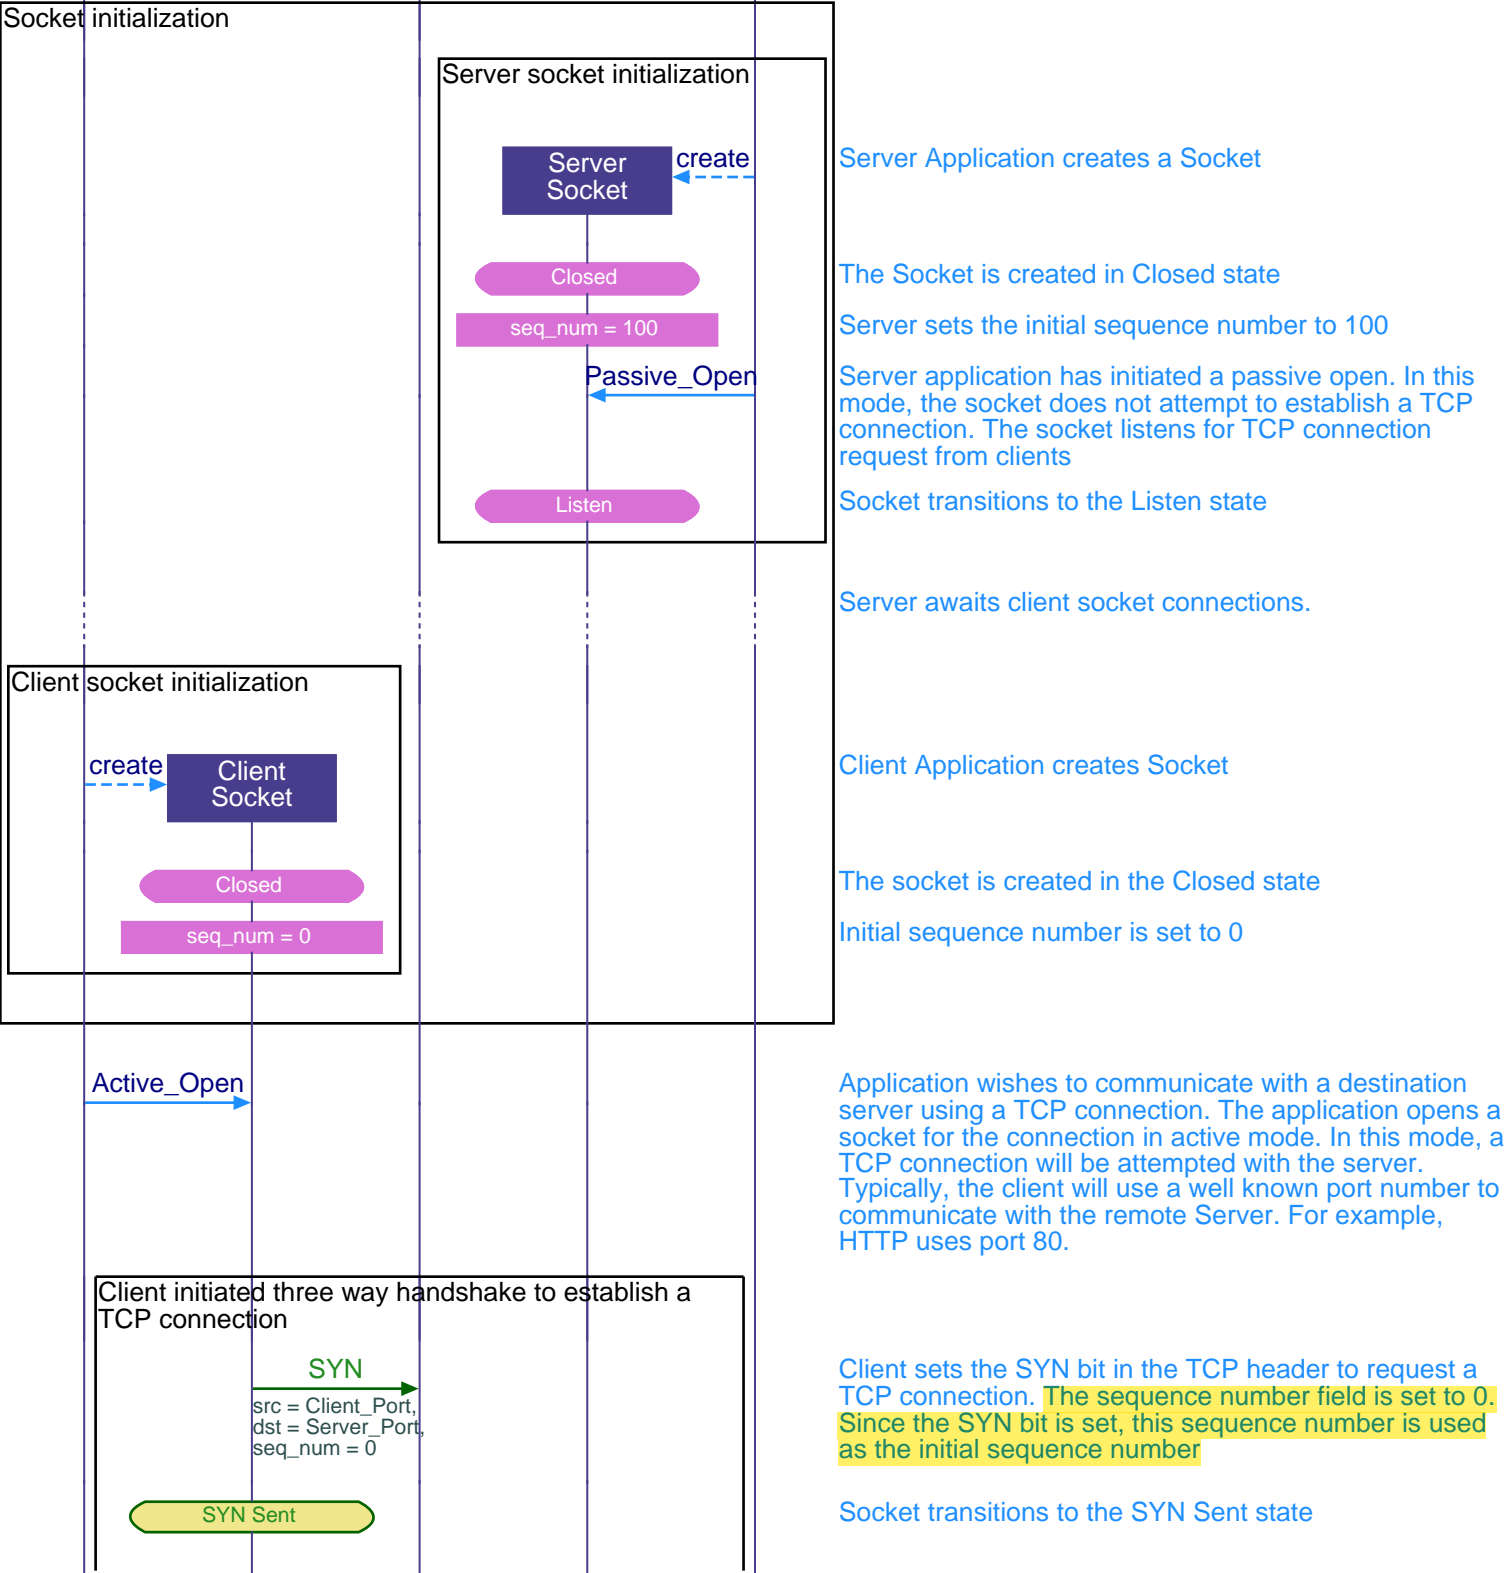 Socket initialization
Server socket initialization
Server
Socket
create
Server Application creates a Socket
Closed
The Socket is created in Closed state
seq_num = 100
Server sets the initial sequence number to 100
Passive_Open
Server application has initiated a passive open. In this
mode, the socket does not attempt to establish a TCP
connection. The socket listens for TCP connection
request from clients
Listen
Socket transitions to the Listen state
Server awaits client socket connections.
Client socket initialization
create
Client
Socket
Client Application creates Socket
Closed
The socket is created in the Closed state
seq_num = 0
Initial sequence number is set to 0
Active_Open
Application wishes to communicate with a destination
server using a TCP connection. The application opens a
socket for the connection in active mode. In this mode, a
TCP connection will be attempted with the server.
Typically, the client will use a well known port number to
communicate with the remote Server. For example,
HTTP uses port 80.
Client initiated three way handshake to establish a
TCP connection
SYN
src = Client_Port,
dst = Server_Port,
seq_num = 0
Client sets the SYN bit in the TCP header to request a
TCP connection. The sequence number field is set to 0.
Since the SYN bit is set, this sequence number is used
as the initial sequence number
SYN Sent
Socket transitions to the SYN Sent state